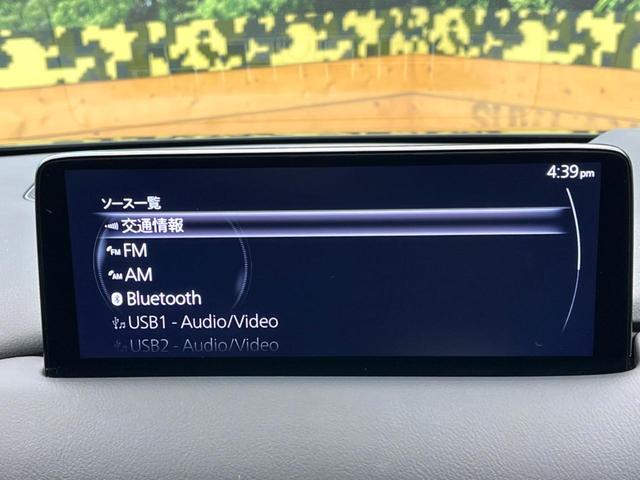 4:39pm
ソース一覧
交通情報
FM
AM
Bluetooth
USB1 - Audio/Video
USB2 - Audio/Video